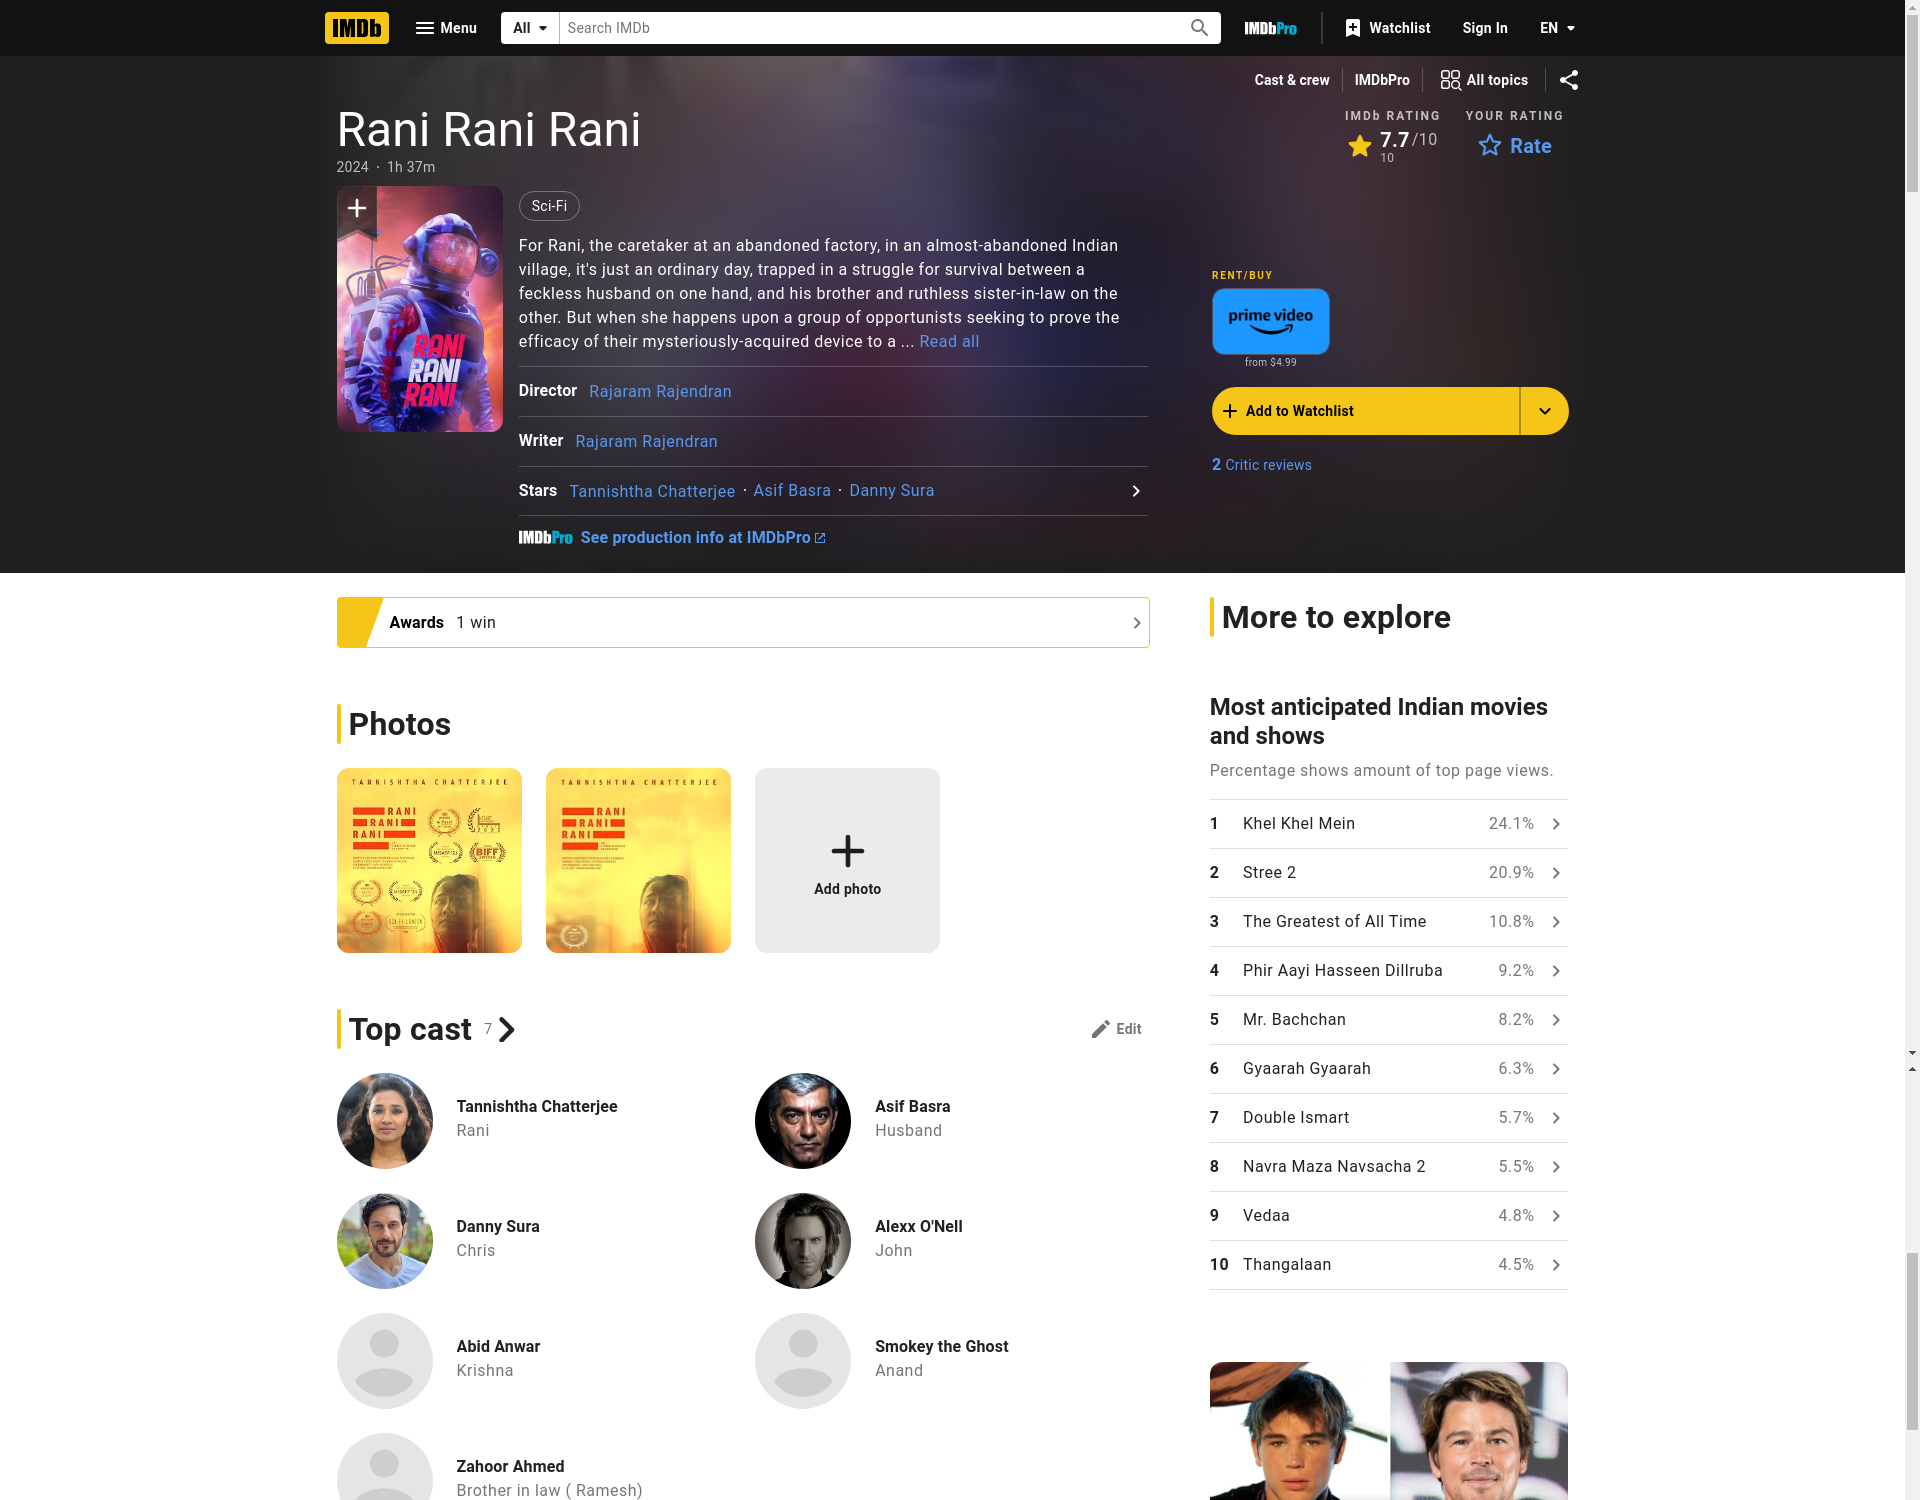 IMDb
Menu
All
Search IMDb
IMDbPro
Watchlist
Sign In
EN
Cast & crew
IMDbPro
All topics
Rani Rani Rani
2024 · 1h 37m
IMDb RATING
7.7/10
10
YOUR RATING
Rate
RANI
RANI
RANI
Sci-Fi
For Rani, the caretaker at an abandoned factory, in an almost-abandoned Indian
village, it's just an ordinary day, trapped in a struggle for survival between a
feckless husband on one hand, and his brother and ruthless sister-in-law on the
other. But when she happens upon a group of opportunists seeking to prove the
efficacy of their mysteriously-acquired device to a ... Read all
Director Rajaram Rajendran
Writer Rajaram Rajendran
Stars Tannishtha Chatterjee · Asif Basra · Danny Sura
IMDbPro See production info at IMDbPro
RENT/BUY
prime video
from $4.99
Add to Watchlist
2 Critic reviews
Awards 1 win
Photos
TANNISHTHA CHATTERJEE
RANI
RANI
RANI
BIFF
SCI-FI-LONDON
TANNISHTHA CHATTERJEE
RANI
RANI
RANI
Add photo
Top cast 7
Edit
Tannishtha Chatterjee
Rani
Asif Basra
Husband
Danny Sura
Chris
Alexx O'Nell
John
Abid Anwar
Krishna
Smokey the Ghost
Anand
Zahoor Ahmed
Brother in law ( Ramesh)
More to explore
Most anticipated Indian movies
and shows
Percentage shows amount of top page views.
1 Khel Khel Mein 24.1%
2 Stree 2 20.9%
3 The Greatest of All Time 10.8%
4 Phir Aayi Hasseen Dillruba 9.2%
5 Mr. Bachchan 8.2%
6 Gyaarah Gyaarah 6.3%
7 Double Ismart 5.7%
8 Navra Maza Navsacha 2 5.5%
9 Vedaa 4.8%
10 Thangalaan 4.5%